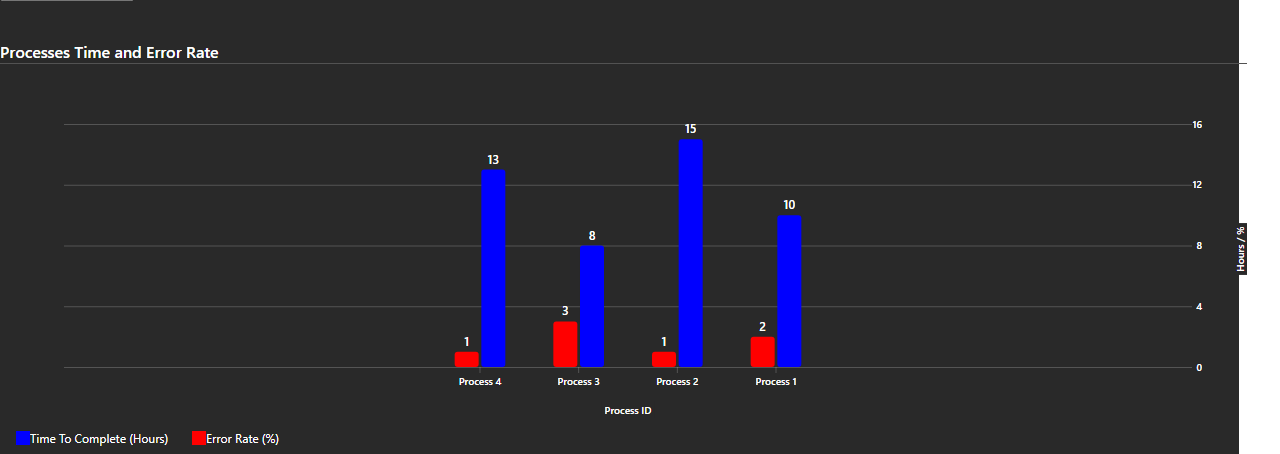 Processes Time and Error Rate
16
15
13
12
10
8
8
Hours / %
4
3
2
1
1
0
Process 4
Process 3
Process 2
Process 1
Process ID
Time To Complete (Hours)
Error Rate (%)